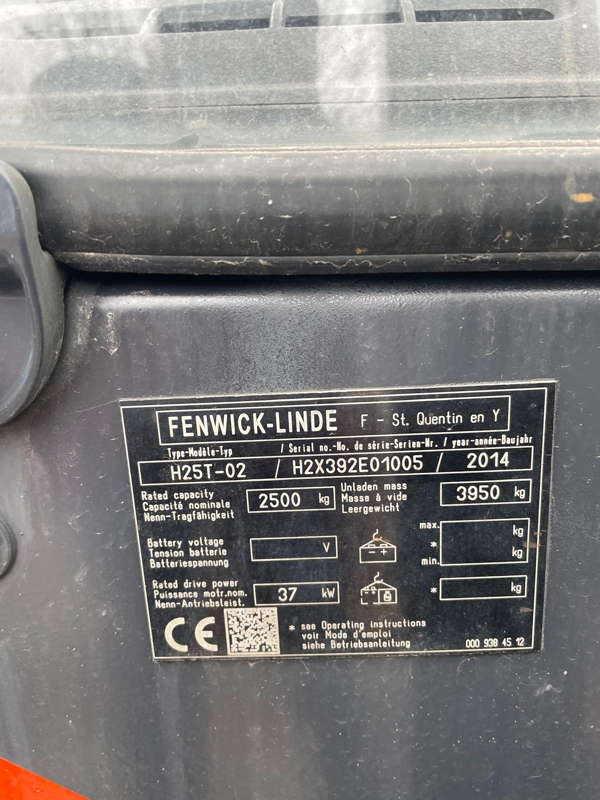 FENWICK-LINDE F - St. Quentin en Y
Type-Modèle-Typ / Serial no.-No. de série-Serien-Nr. / year-année-Baujahr
H25T-02 / H2X392E01005 / 2014
Rated capacity
Capacité nominale
Nenn-Tragfähigkeit
2500 kg
Unladen mass
Masse à vide
Leergewicht
3950 kg
Battery voltage
Tension batterie
Batteriespannung
V
- +
max.
*
min.
kg
kg
Rated drive power
Puissance motr.nom.
Nenn-Antriebsleist.
37 kW
* kg
CE
* see Operating instructions
voir Mode d'emploi
siehe Betriebsanleitung
000 938 45 12